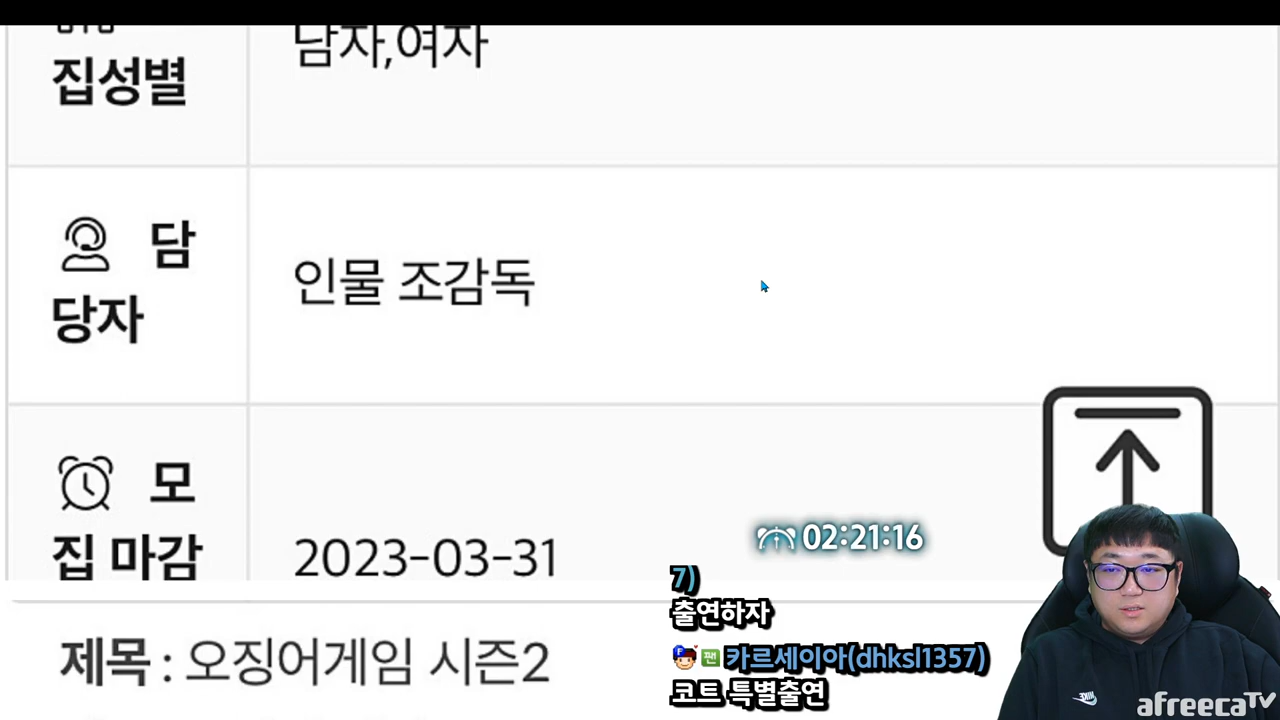 남자,여자
집성별
담
당자
인물 조감독
모
집 마감
2023-03-31
02:21:16
7)
출연하자
제목 : 오징어게임 시즌2
팬 카르세이아(dhksl1357)
코트 특별출연
afreecaTV